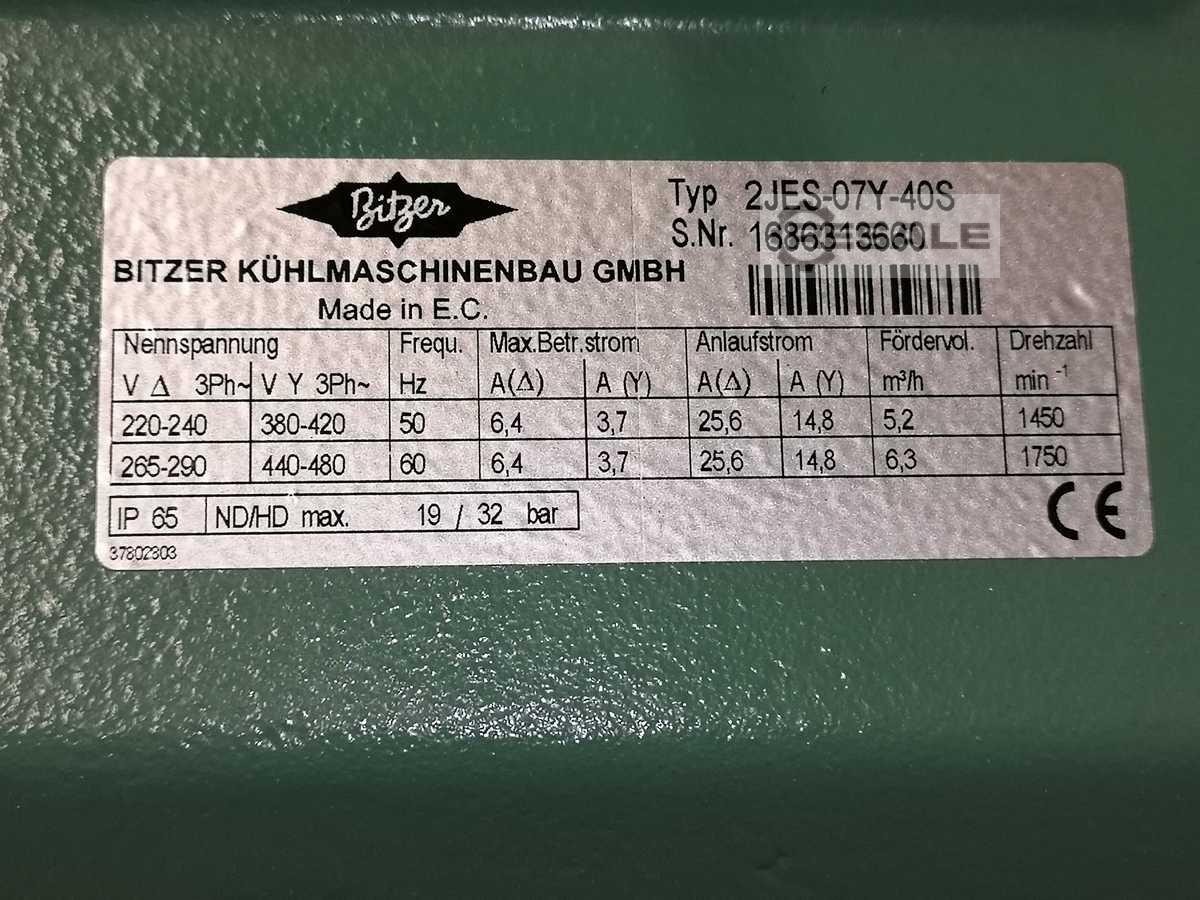 Bitzer
Typ 2JES-07Y-40S
S.Nr. 1686313660
BITZER KÜHLMASCHINENBAU GMBH
Made in E.C.
Nennspannung Frequ. Max.Betr.strom Anlaufstrom Fördervol. Drehzahl
V Δ 3Ph~ V Y 3Ph~ Hz A(Δ) A (Y) A(Δ) A (Y) m³/h min⁻¹
220-240 380-420 50 6,4 3,7 25,6 14,8 5,2 1450
265-290 440-480 60 6,4 3,7 25,6 14,8 6,3 1750
IP 65 ND/HD max. 19 / 32 bar
37802303
CE